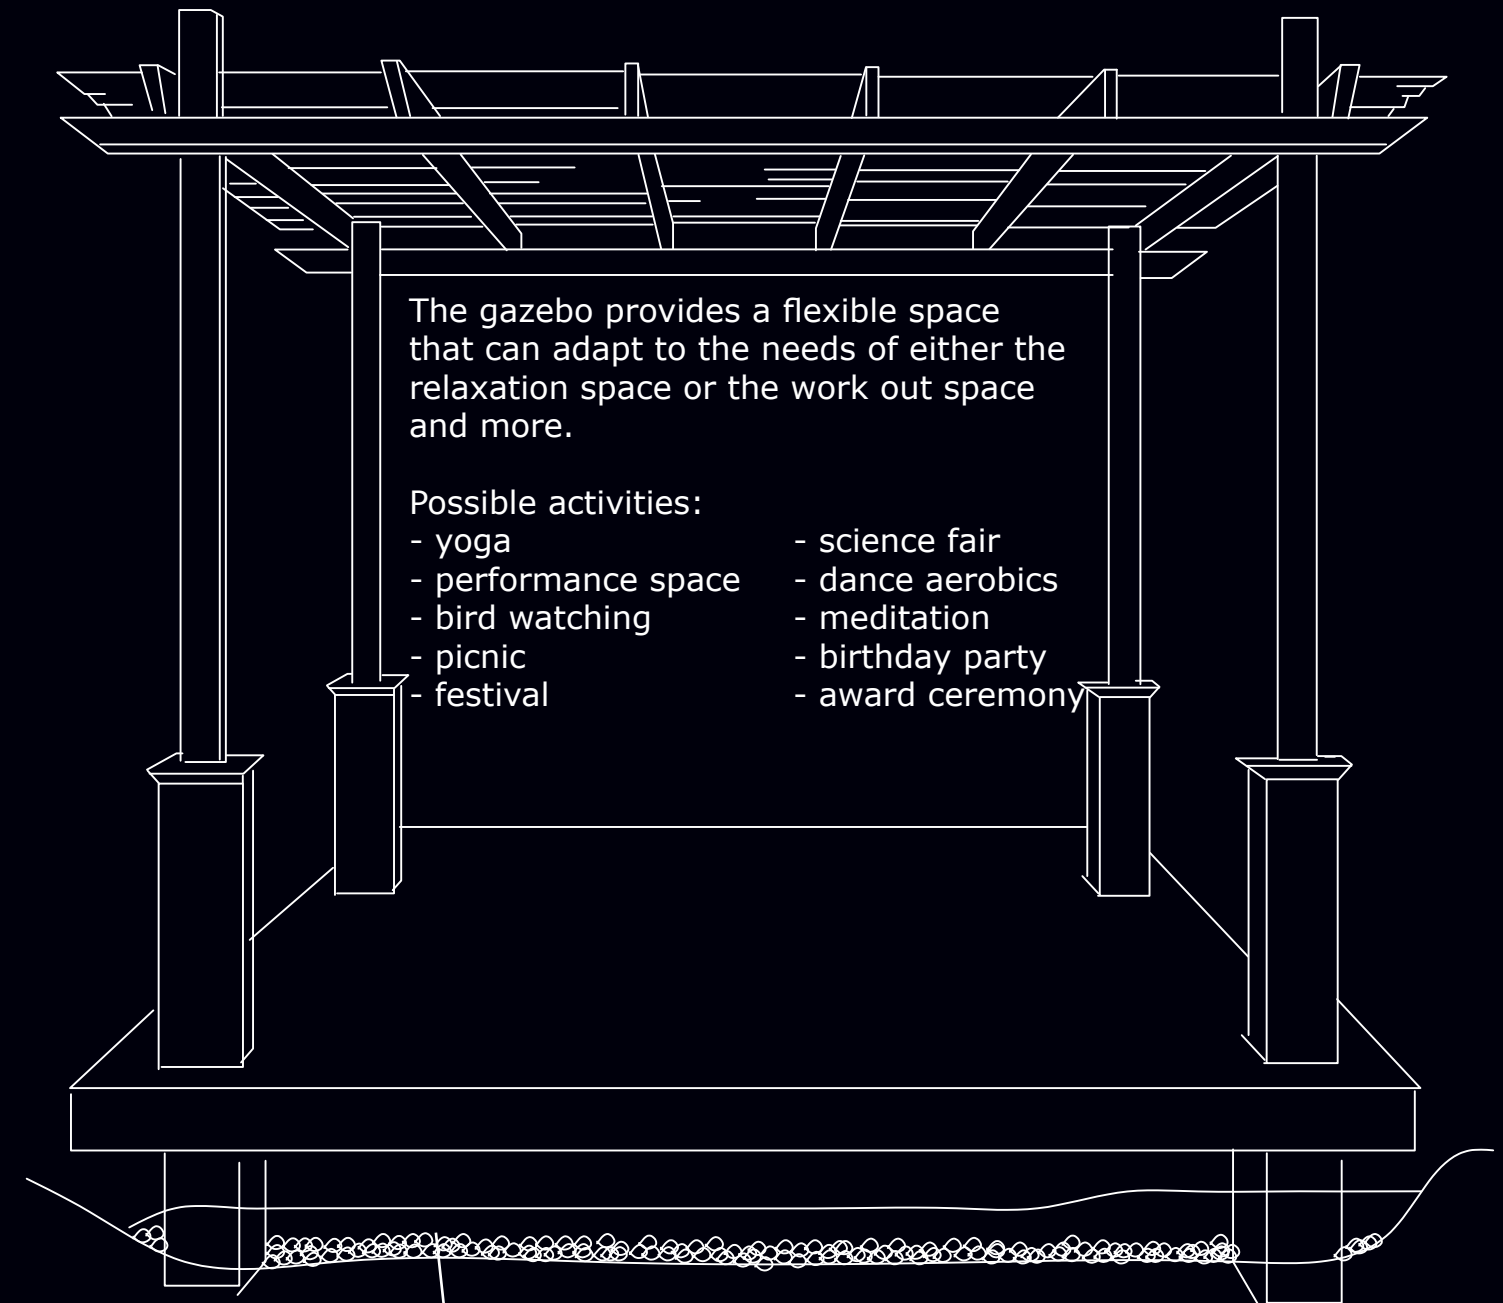 The gazebo provides a flexible space
that can adapt to the needs of either the
relaxation space or the work out space
and more.
Possible activities:
- yoga
- performance space
- bird watching
- picnic
- festival
- science fair
- dance aerobics
- meditation
- birthday party
- award ceremony